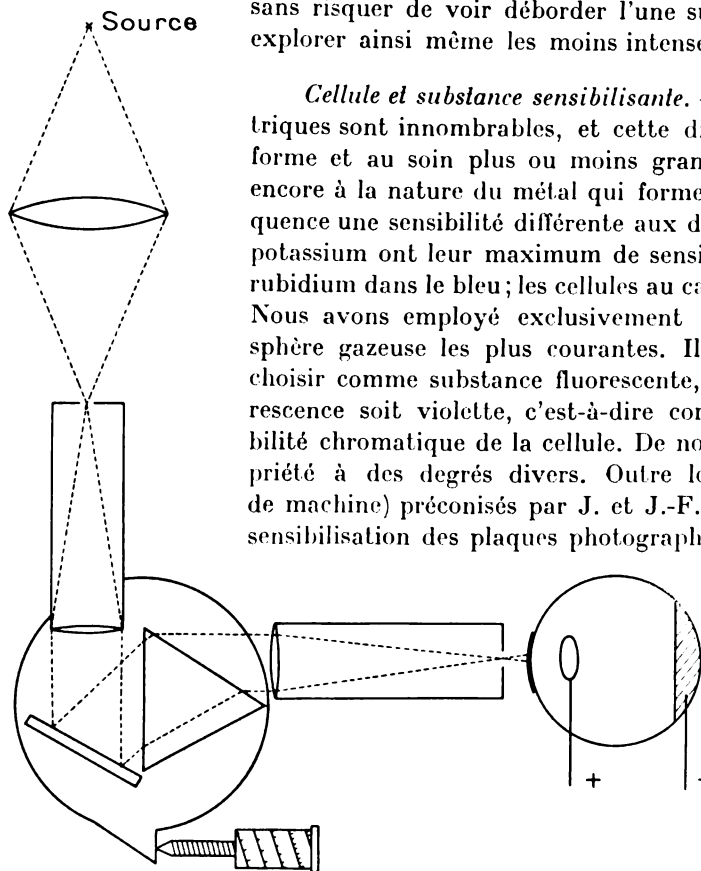 sans risquer de voir déborder l'une su
Source
explorer ainsi même les moins intense
Cellule et substance sensibilisante.
triques sont innombrables, et cette d
forme et au soin plus ou moins gran
encore à la nature du métal qui forme
quence une sensibilité différente aux d
potassium ont leur maximum de sensi
rubidium dans le bleu ; les cellules au c
Nous avons employé exclusivement
sphère gazeuse les plus courantes. Il
choisir comme substance fluorescente,
rescence soit violette, c'est-à-dire con
bilité chromatique de la cellule. De no
priété à des degrés divers. Outre le
de machine) préconisés par J. et J.-F.
sensibilisation des plaques photograph
+